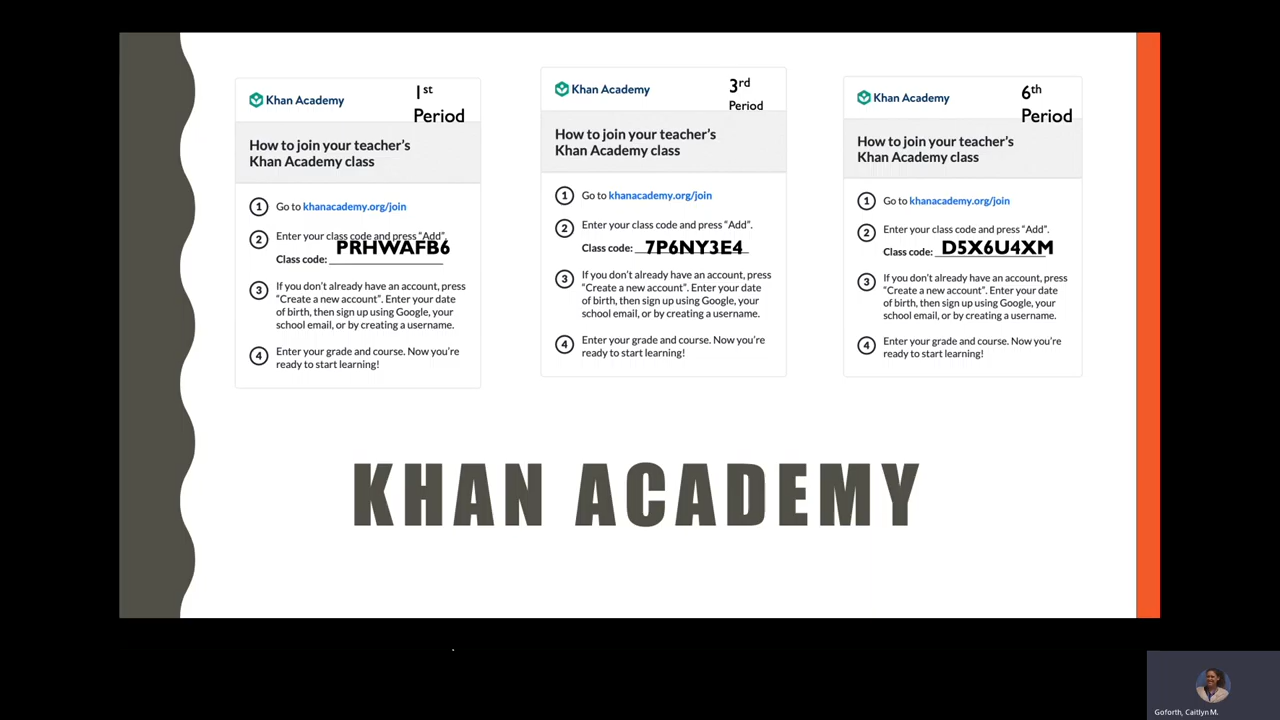 Khan Academy
1st
Period
How to join your teacher's
Khan Academy class
1 Go to khanacademy.org/join
2 Enter your class code and press "Add".
PRHWAFB6
Class code:
3 If you don't already have an account, press
"Create a new account". Enter your date
of birth, then sign up using Google, your
school email, or by creating a username.
4 Enter your grade and course. Now you're
ready to start learning!
Khan Academy
3rd
Period
How to join your teacher's
Khan Academy class
1 Go to khanacademy.org/join
2 Enter your class code and press "Add".
Class code: 7P6NY3E4
3 If you don't already have an account, press
"Create a new account". Enter your date
of birth, then sign up using Google, your
school email, or by creating a username.
4 Enter your grade and course. Now you're
ready to start learning!
Khan Academy
6th
Period
How to join your teacher's
Khan Academy class
1 Go to khanacademy.org/join
2 Enter your class code and press "Add".
Class code: D5X6U4XM
3 If you don't already have an account, press
"Create a new account". Enter your date
of birth, then sign up using Google, your
school email, or by creating a username.
4 Enter your grade and course. Now you're
ready to start learning!
KHAN ACADEMY
Goforth, Caitlyn M.